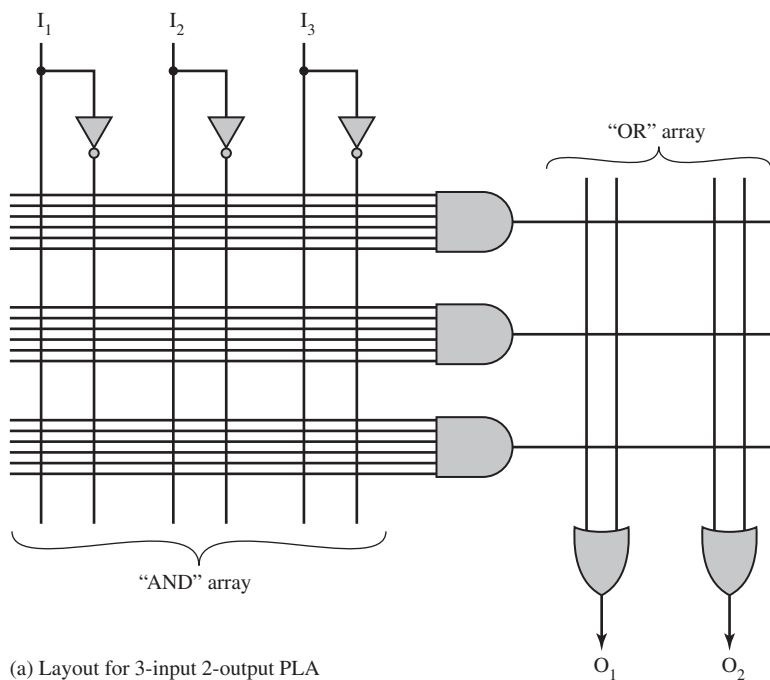 I1 I2 I3
“OR” array
“AND” array
O1 O2
(a) Layout for 3-input 2-output PLA